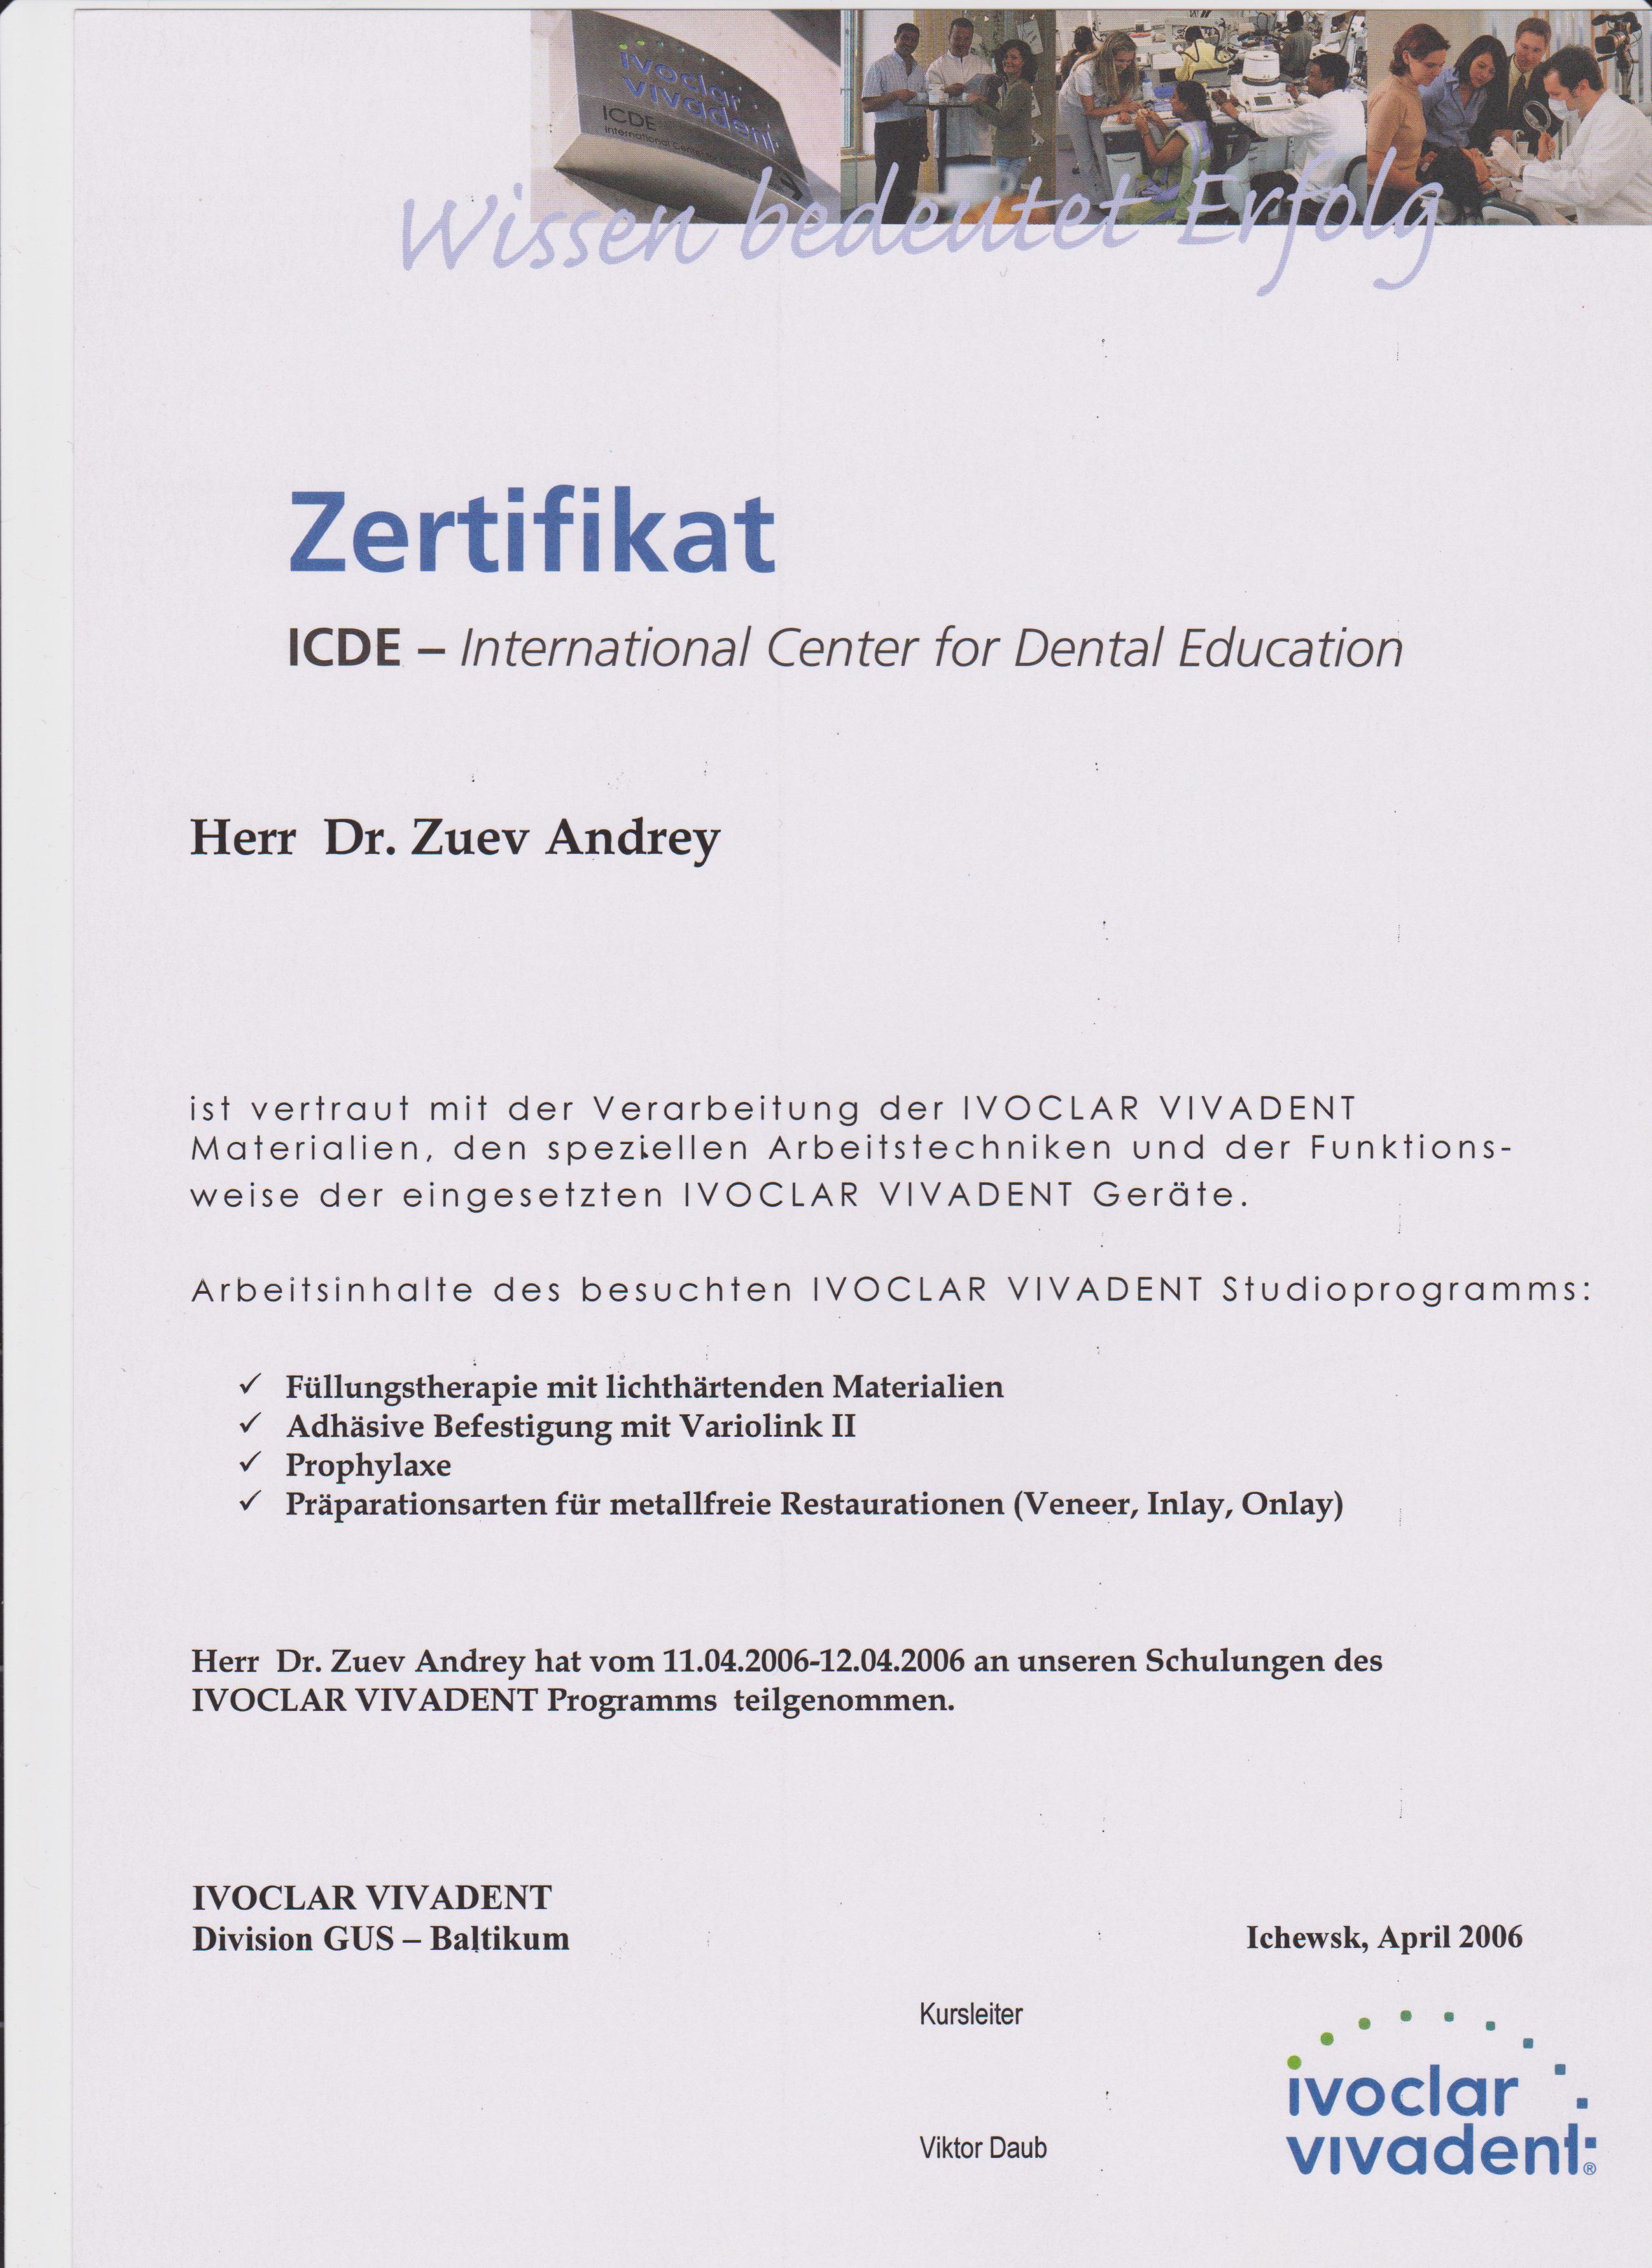 ivoclar
vivadent
ICDE
International Center for
Wissen bedeutet Erfolg
Zertifikat
ICDE – International Center for Dental Education
Herr Dr. Zuev Andrey
ist vertraut mit der Verarbeitung der IVOCLAR VIVADENT
Materialien, den speziellen Arbeitstechniken und der Funktions-
weise der eingesetzten IVOCLAR VIVADENT Geräte.
Arbeitsinhalte des besuchten IVOCLAR VIVADENT Studioprogramms:
✓ Füllungstherapie mit lichthärtenden Materialien
✓ Adhäsive Befestigung mit Variolink II
✓ Prophylaxe
✓ Präparationsarten für metallfreie Restaurationen (Veneer, Inlay, Onlay)
Herr Dr. Zuev Andrey hat vom 11.04.2006-12.04.2006 an unseren Schulungen des
IVOCLAR VIVADENT Programms teilgenommen.
IVOCLAR VIVADENT
Division GUS – Baltikum
Ichewsk, April 2006
Kursleiter
Viktor Daub
ivoclar
vivadent®